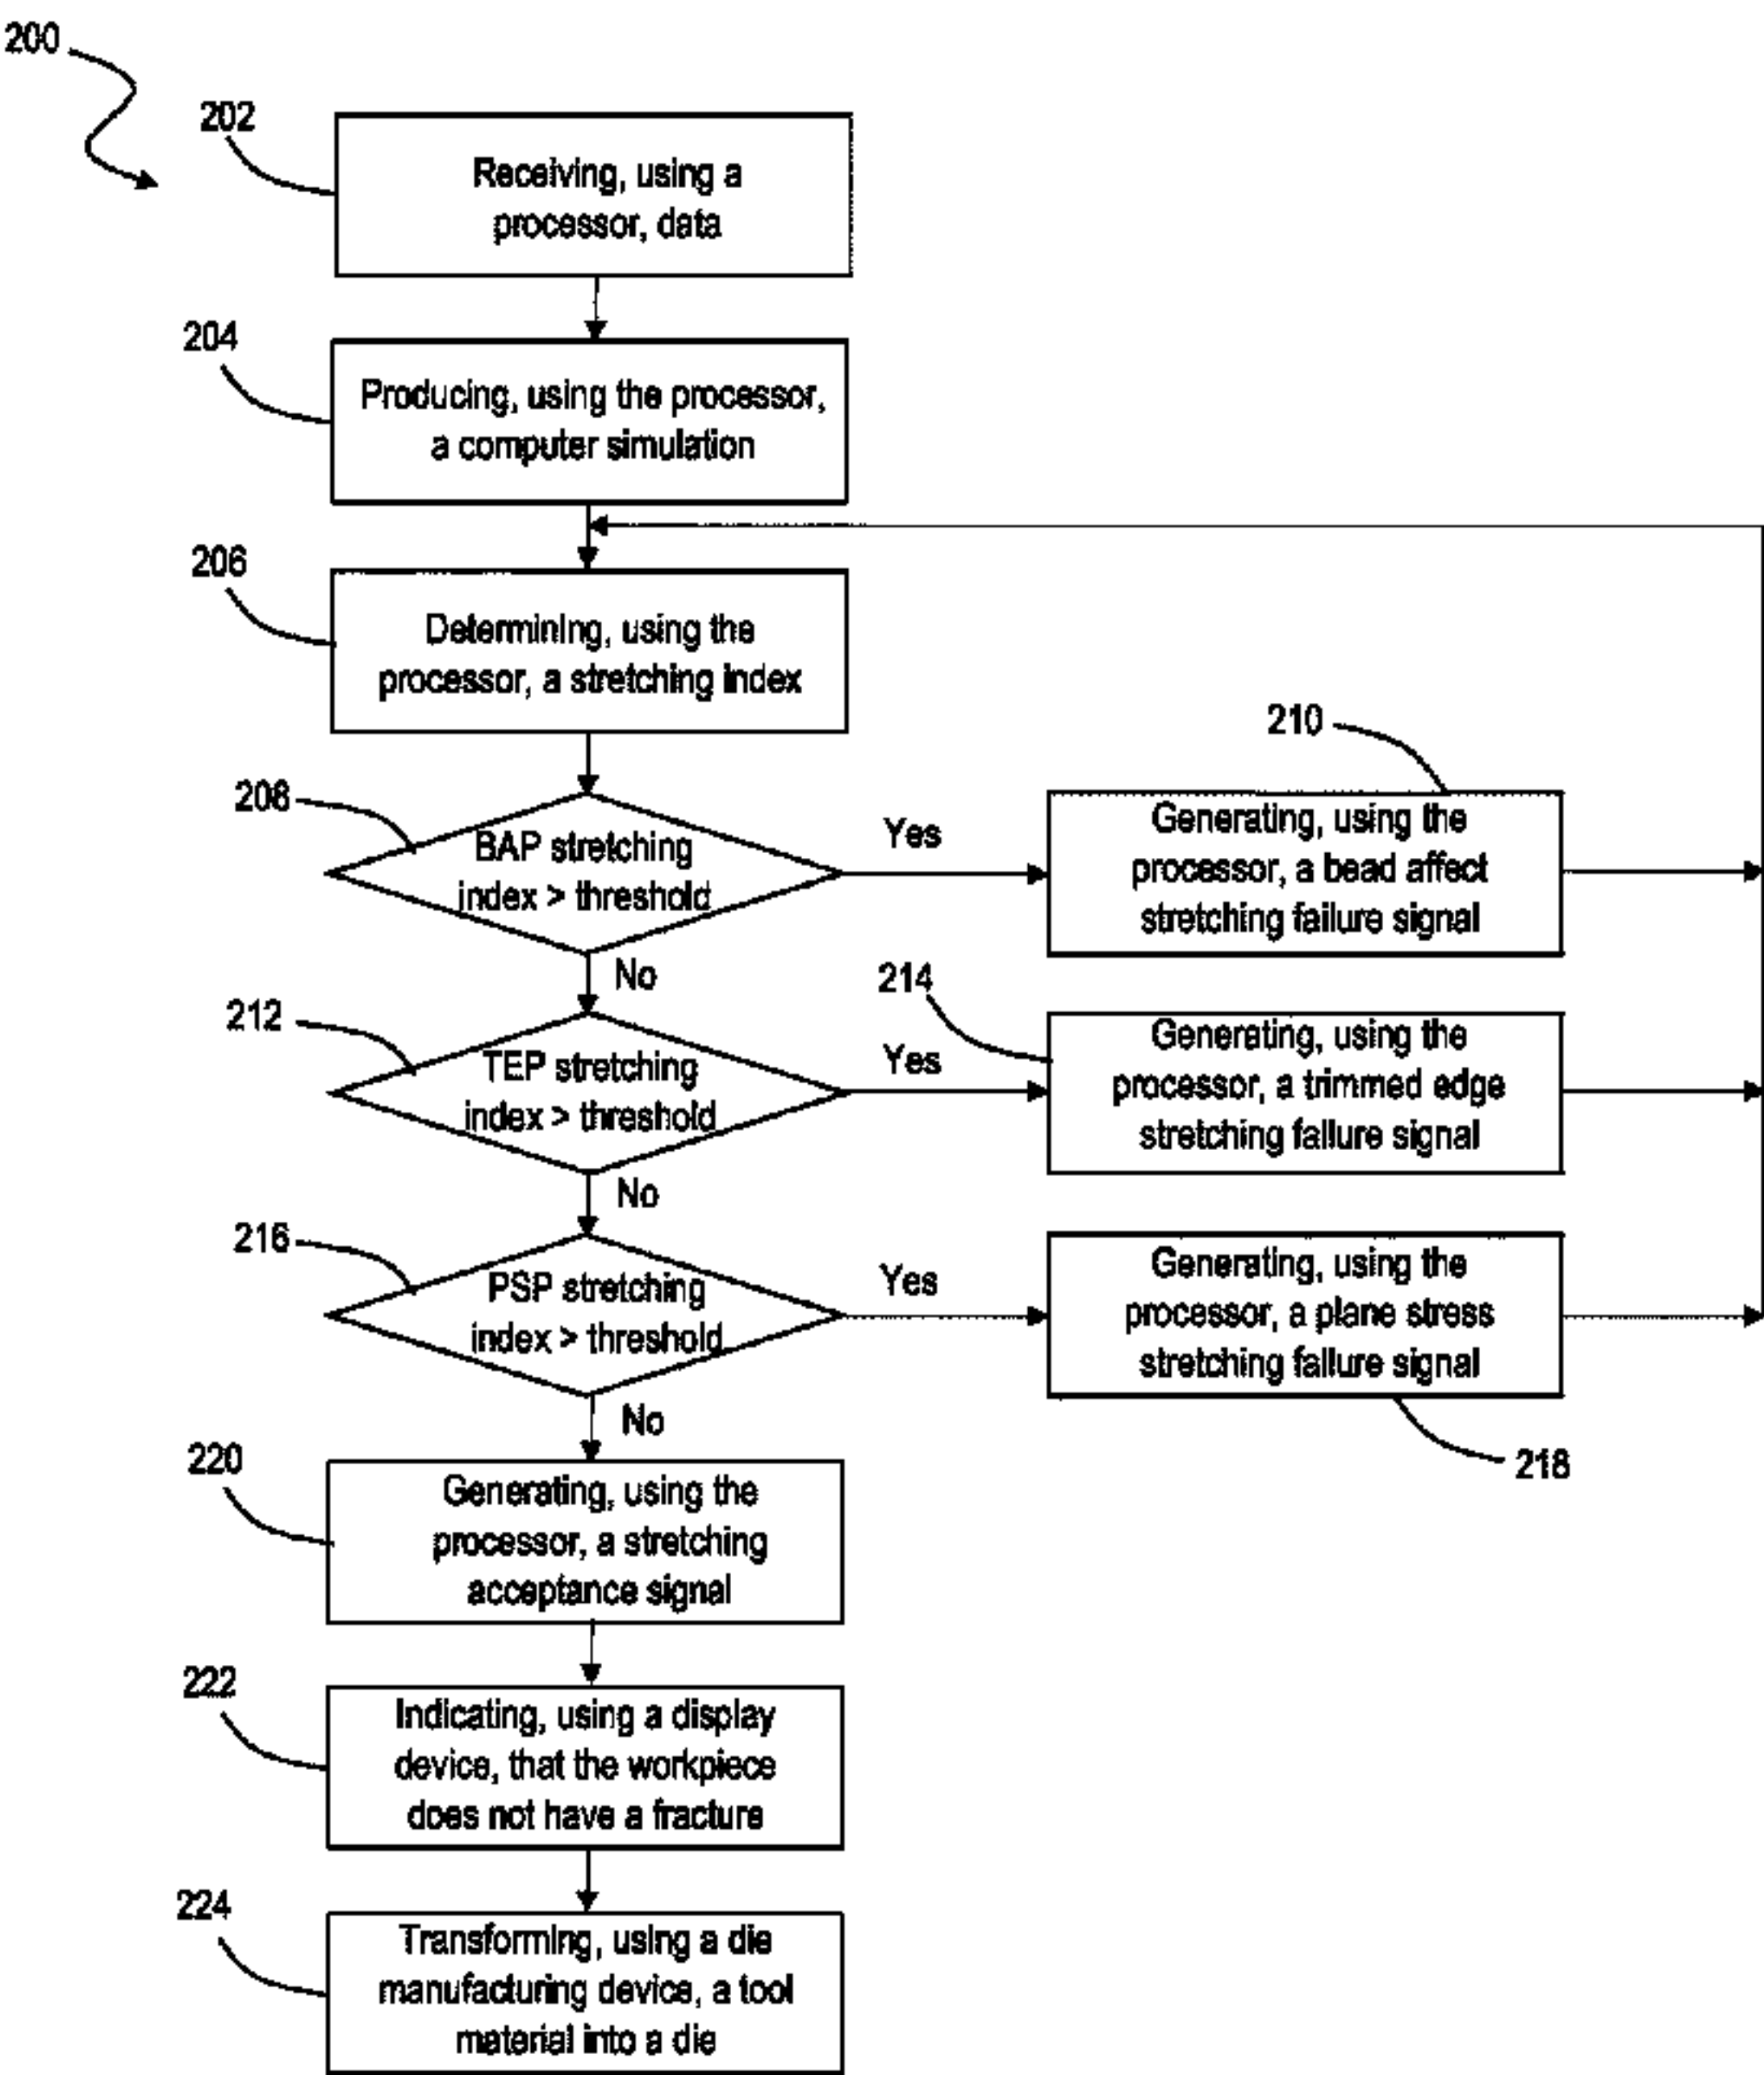 200
202
Receiving, using a
processor, data
204
Producing, using the processor,
a computer simulation
206
Determining, using the
processor, a stretching index
208
BAP stretching
index > threshold
Yes
No
210
Generating, using the
processor, a bead affect
stretching failure signal
212
TEP stretching
index > threshold
Yes
No
214
Generating, using the
processor, a trimmed edge
stretching failure signal
216
PSP stretching
index > threshold
Yes
No
Generating, using the
processor, a plane stress
stretching failure signal
218
220
Generating, using the
processor, a stretching
acceptance signal
222
Indicating, using a display
device, that the workpiece
does not have a fracture
224
Transforming, using a die
manufacturing device, a tool
material into a die